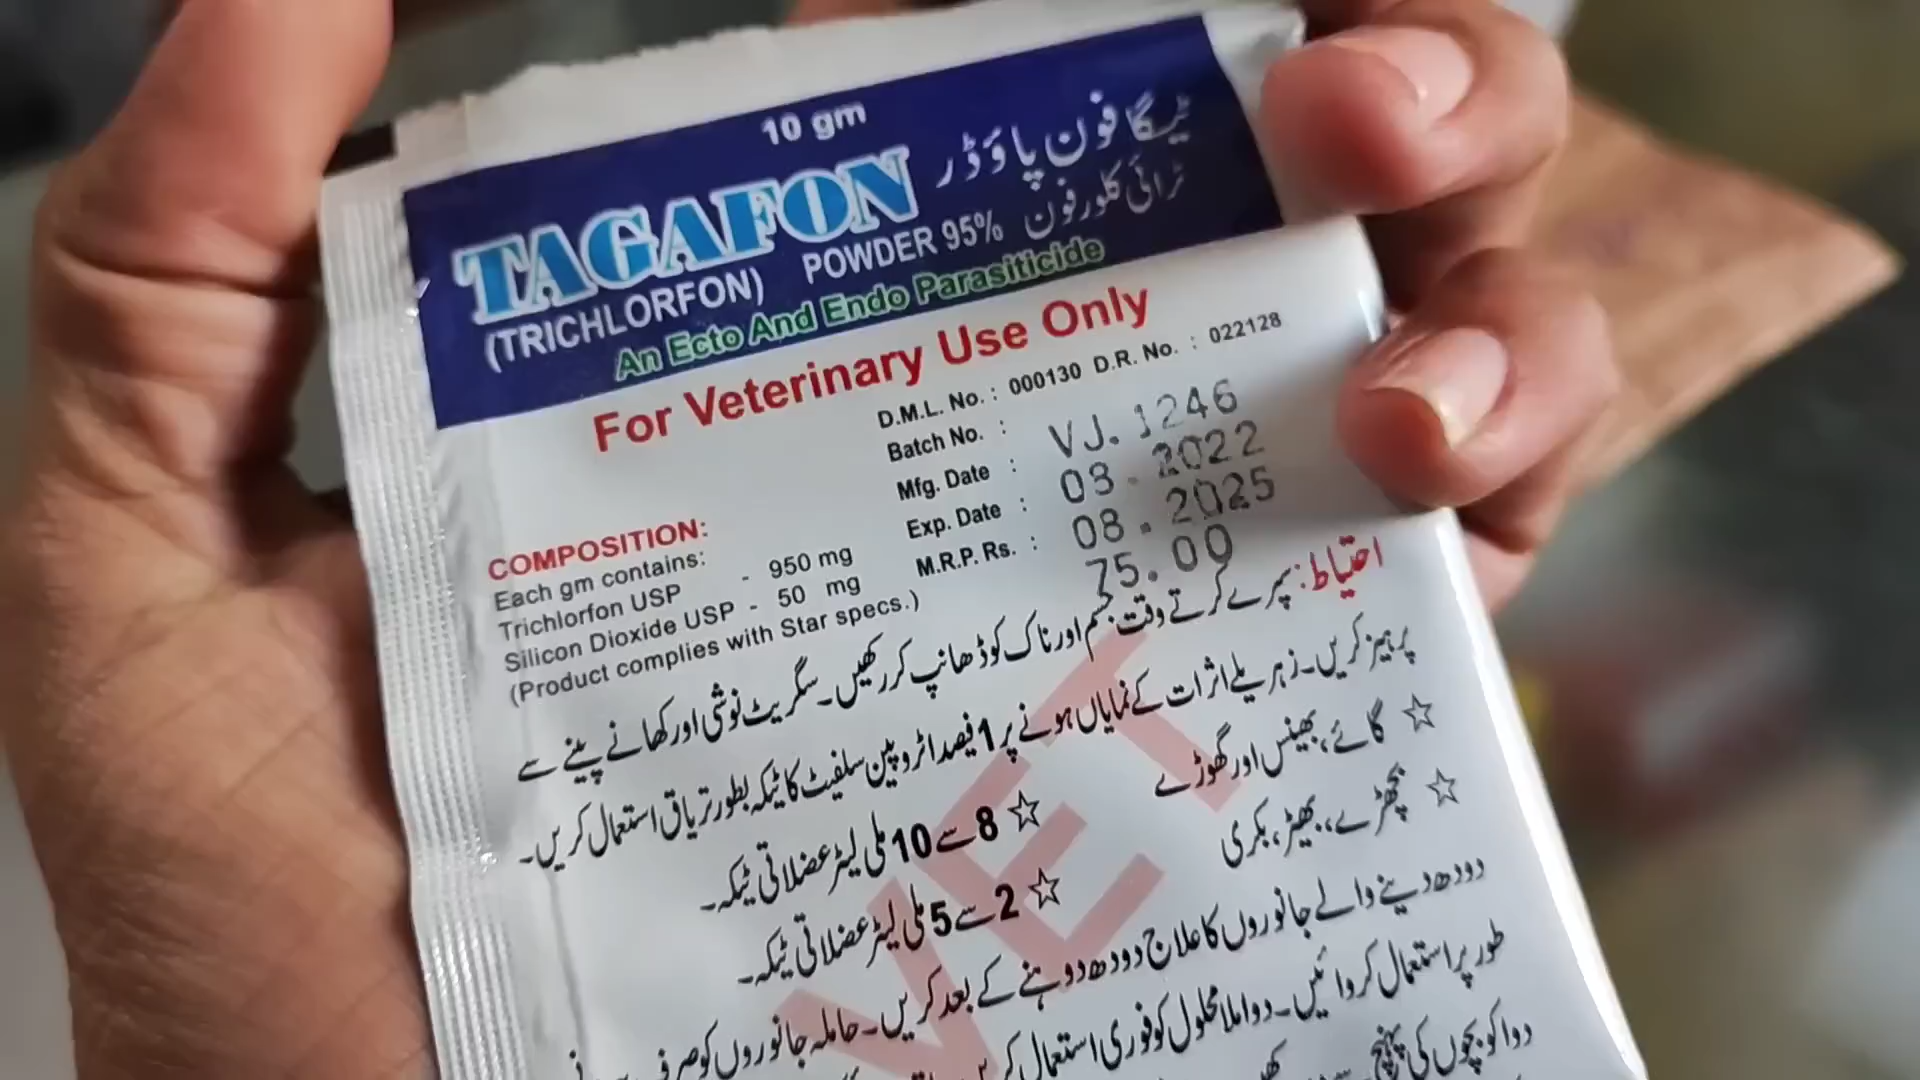 10 gm
TAGAFON ٹیگا فون پاؤڈر
(TRICHLORFON) POWDER 95% ٹرائی کلورفون
An Ecto And Endo Parasiticide
For Veterinary Use Only
D.M.L. No. : 000130 D.R. No. : 022128
Batch No. : VJ. 1246
Mfg. Date : 08. 2022
Exp. Date : 08. 2025
M.R.P. Rs. : 75.00
COMPOSITION:
Each gm contains:
Trichlorfon USP - 950 mg
Silicon Dioxide USP - 50 mg
(Product complies with Star specs.)
احتیاط: سپرے کرتے وقت جسم اور ناک کو ڈھانپ کر رکھیں۔ سگریٹ نوشی اور کھانے پینے سے
پرہیز کریں۔ زہریلے اثرات کے نمایاں ہونے پر 1 فیصد اٹروپین سلفیٹ کا ٹیکہ بطور تریاق استعمال کریں۔
☆ گائے، بھینس اور گھوڑے ☆ 8 سے 10 ملی لیٹر عضلاتی ٹیکہ۔
☆ بچھڑے، بھیڑ، بکری ☆ 2 سے 5 ملی لیٹر عضلاتی ٹیکہ۔
دودھ دینے والے جانوروں کا علاج دودھ دوہنے کے بعد کریں۔ حاملہ جانوروں کو صرف
طور پر استعمال کروائیں۔ دوا ملا محلول کو فوری استعمال
دوا کو بچوں کی پہنچ سے
VET